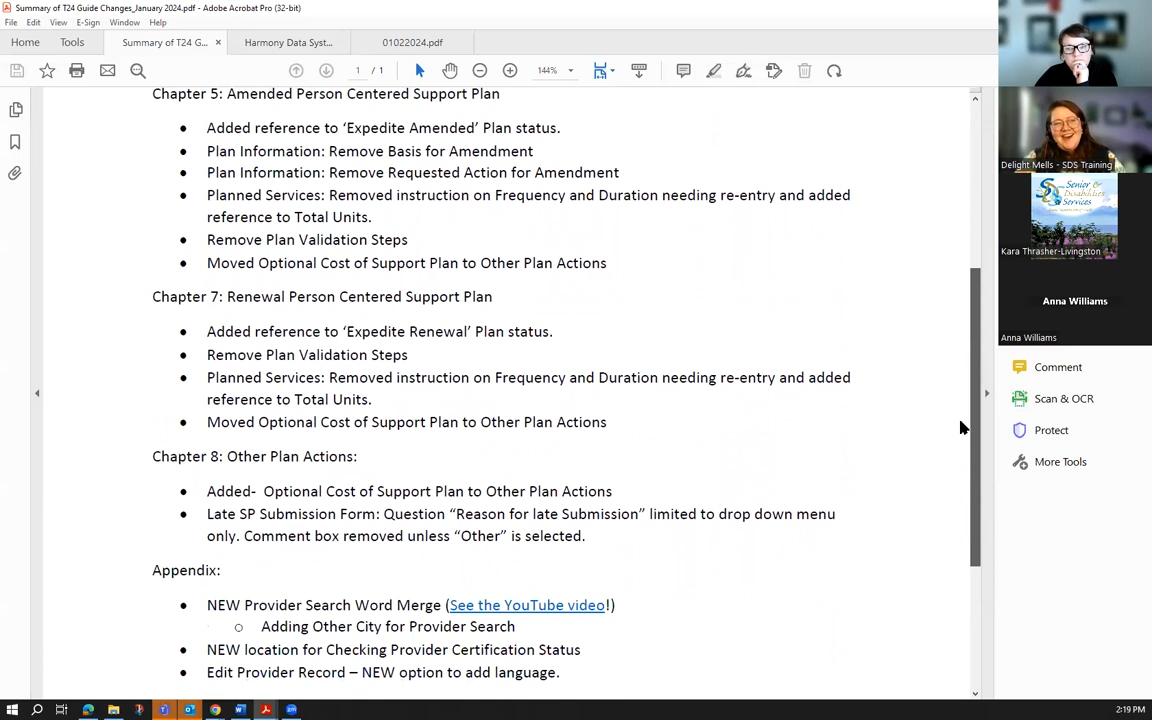 Summary of T24 Guide Changes_January 2024.pdf - Adobe Acrobat Pro (32-bit)
File Edit View E-Sign Window Help
Home Tools Summary of T24 G... × Harmony Data Syst... 01022024.pdf
1 / 1 144%
Chapter 5: Amended Person Centered Support Plan
• Added reference to ‘Expedite Amended’ Plan status.
• Plan Information: Remove Basis for Amendment
• Plan Information: Remove Requested Action for Amendment
• Planned Services: Removed instruction on Frequency and Duration needing re-entry and added
reference to Total Units.
• Remove Plan Validation Steps
• Moved Optional Cost of Support Plan to Other Plan Actions
Chapter 7: Renewal Person Centered Support Plan
• Added reference to ‘Expedite Renewal’ Plan status.
• Remove Plan Validation Steps
• Planned Services: Removed instruction on Frequency and Duration needing re-entry and added
reference to Total Units.
• Moved Optional Cost of Support Plan to Other Plan Actions
Chapter 8: Other Plan Actions:
• Added- Optional Cost of Support Plan to Other Plan Actions
• Late SP Submission Form: Question “Reason for late Submission” limited to drop down menu
only. Comment box removed unless “Other” is selected.
Appendix:
• NEW Provider Search Word Merge (See the YouTube video!)
o Adding Other City for Provider Search
• NEW location for Checking Provider Certification Status
• Edit Provider Record – NEW option to add language.
Delight Mells - SDS Training
Senior &
Disabilities
Services
Kara Thrasher-Livingston
Anna Williams
Anna Williams
Comment
Scan & OCR
Protect
More Tools
2:19 PM